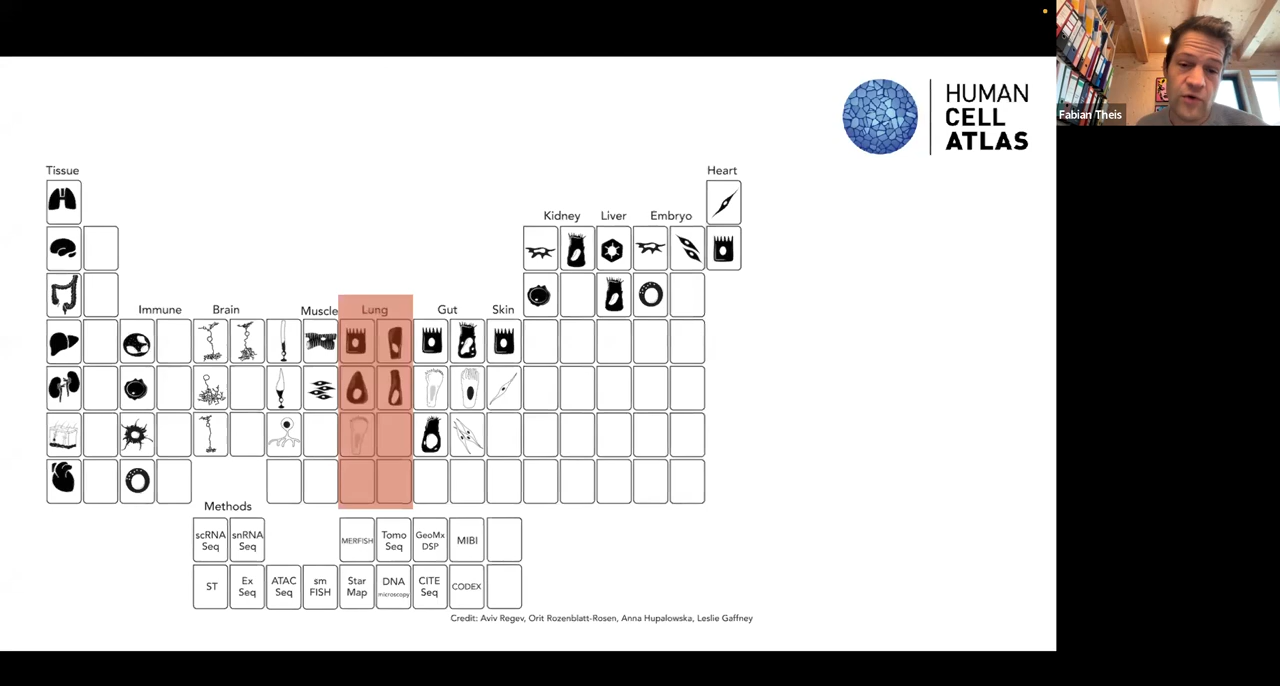 Fabian Theis
HUMAN
CELL
ATLAS
Tissue
Heart
Kidney
Liver
Embryo
Immune
Brain
Muscle
Lung
Gut
Skin
Methods
scRNA
Seq
snRNA
Seq
MERFISH
Tomo
Seq
GeoMx
DSP
MIBI
ST
Ex
Seq
ATAC
Seq
sm
FISH
Star
Map
DNA
microscopy
CITE
Seq
CODEX
Credit: Aviv Regev, Orit Rozenblatt-Rosen, Anna Hupalowska, Leslie Gaffney